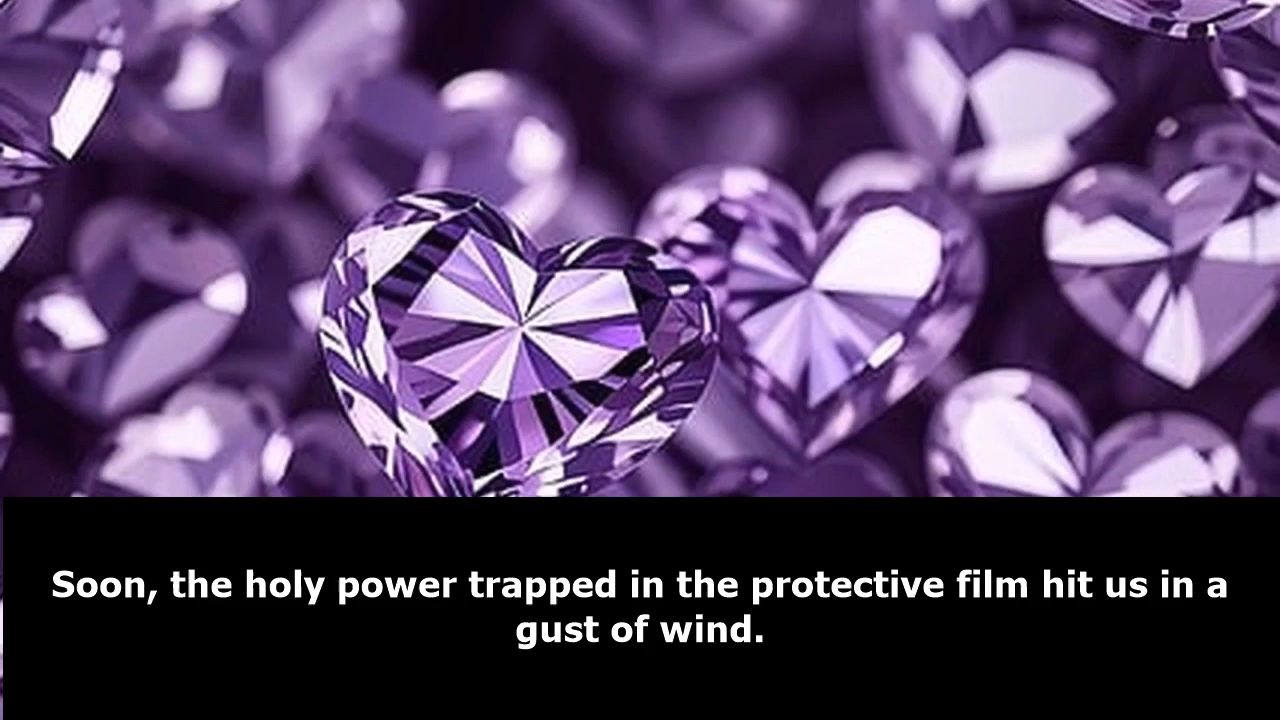 Soon, the holy power trapped in the protective film hit us in a
gust of wind.